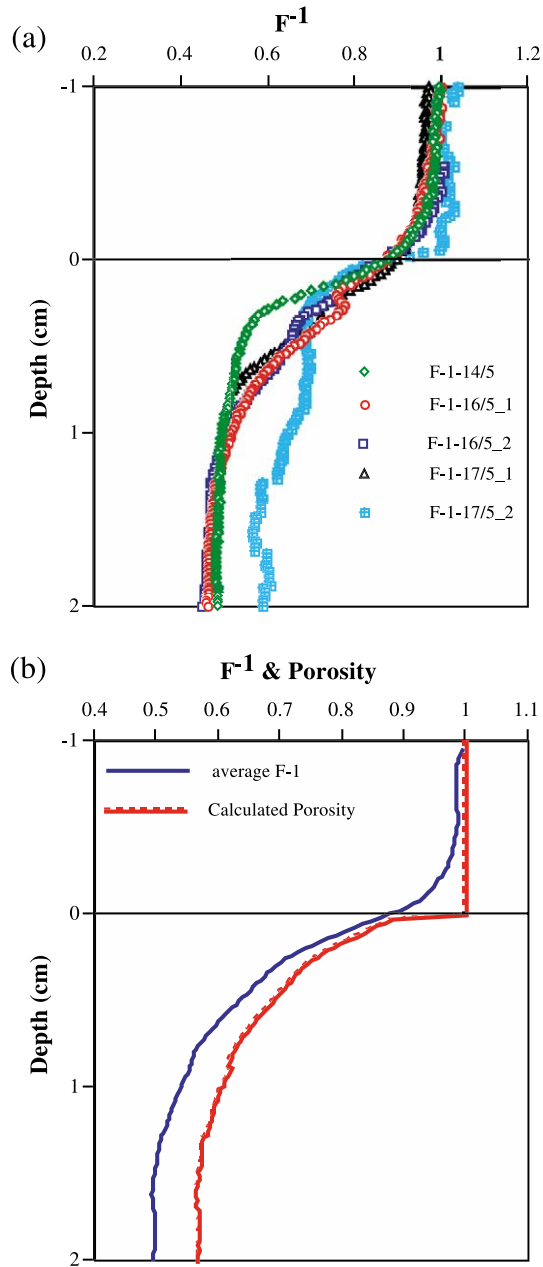 (a)
F-1
0.2 0.4 0.6 0.8 1 1.2
-1
0
1
2
Depth (cm)
F-1-14/5
F-1-16/5_1
F-1-16/5_2
F-1-17/5_1
F-1-17/5_2
(b)
F-1 & Porosity
0.4 0.5 0.6 0.7 0.8 0.9 1 1.1
-1
0
1
2
Depth (cm)
average F-1
Calculated Porosity